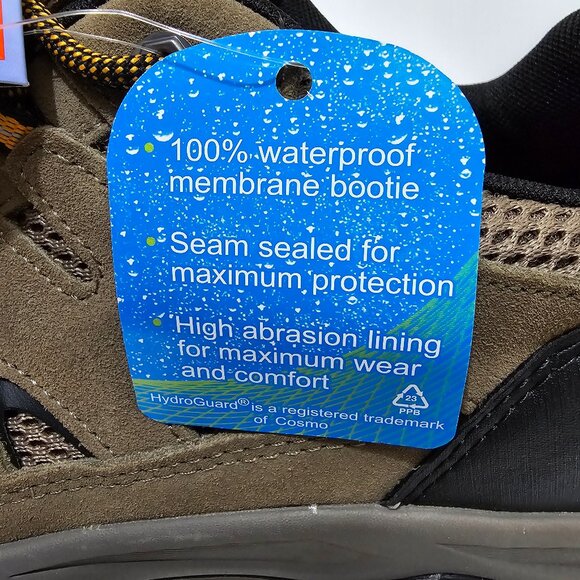 • 100% waterproof
membrane bootie
• Seam sealed for
maximum protection
• High abrasion lining
for maximum wear
and comfort
23
PPB
HydroGuard® is a registered trademark
of Cosmo